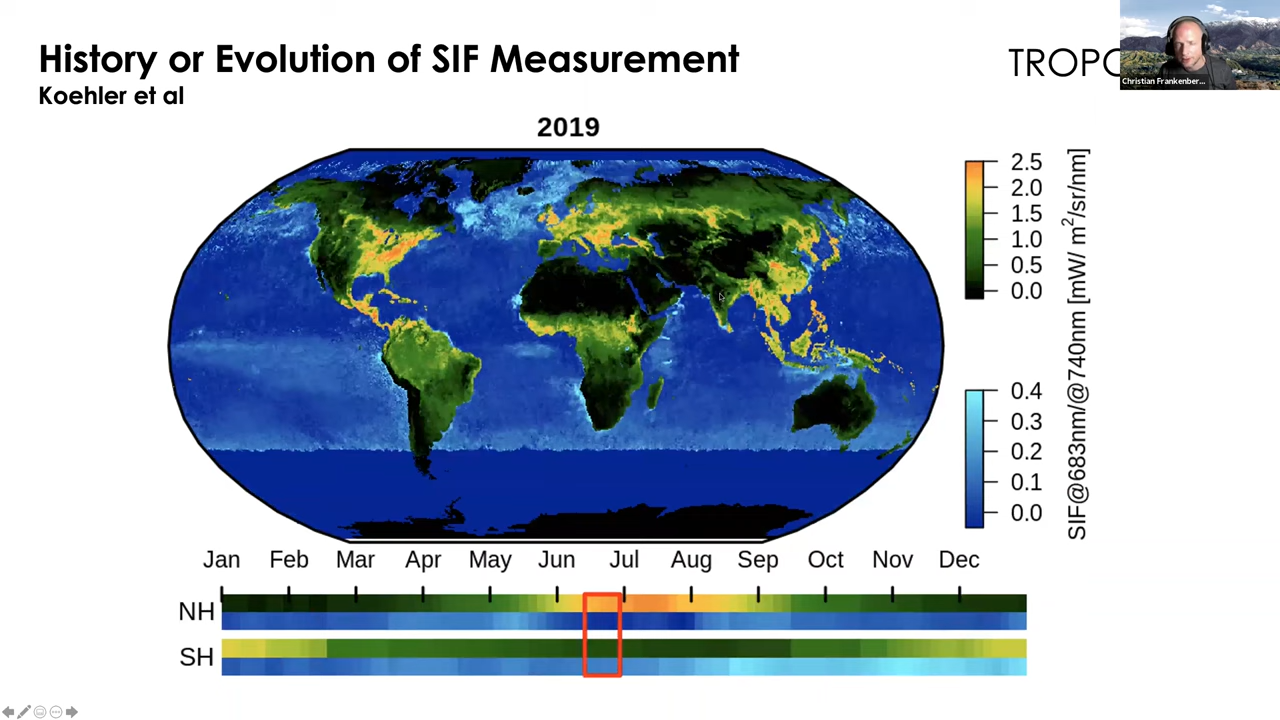 History or Evolution of SIF Measurement
Koehler et al
TROPO
Christian Frankenber...
2019
2.5
2.0
1.5
1.0
0.5
0.0
0.4
0.3
0.2
0.1
0.0
SIF@683nm/@740nm [mW/ m²/sr/nm]
Jan Feb Mar Apr May Jun Jul Aug Sep Oct Nov Dec
NH
SH